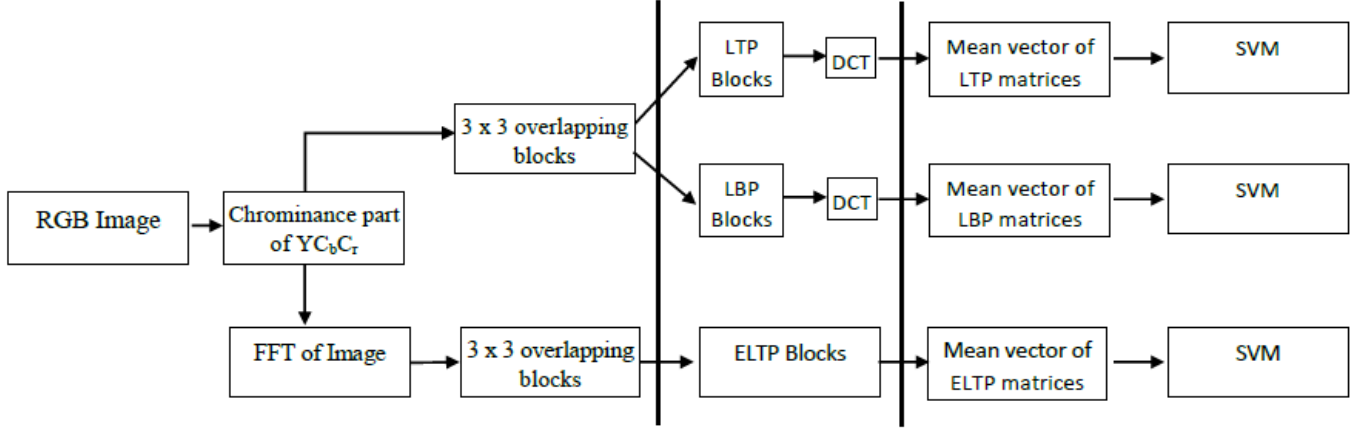 RGB Image
Chrominance part
of YCbCr
3 x 3 overlapping
blocks
LTP
Blocks
DCT
Mean vector of
LTP matrices
SVM
LBP
Blocks
DCT
Mean vector of
LBP matrices
SVM
FFT of Image
3 x 3 overlapping
blocks
ELTP Blocks
Mean vector of
ELTP matrices
SVM